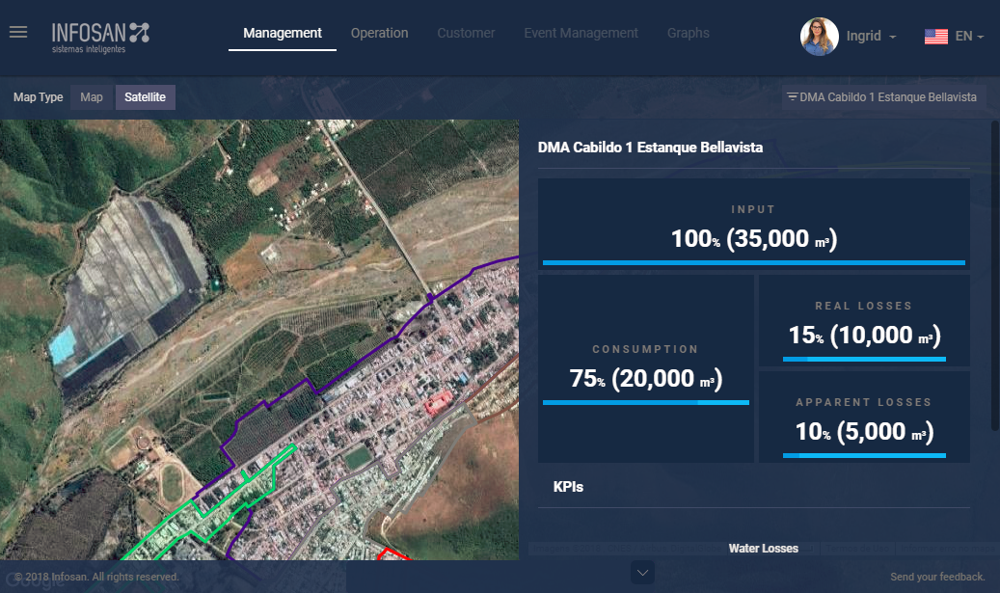 INFOSAN
sistemas inteligentes
Management
Operation
Customer
Event Management
Graphs
Ingrid
EN
Map Type
Map
Satellite
DMA Cabildo 1 Estanque Bellavista
DMA Cabildo 1 Estanque Bellavista
INPUT
100% (35,000 m³)
CONSUMPTION
75% (20,000 m³)
REAL LOSSES
15% (10,000 m³)
APPARENT LOSSES
10% (5,000 m³)
KPIs
Water Losses
Google
© 2018 Infosan. All rights reserved.
Send your feedback.